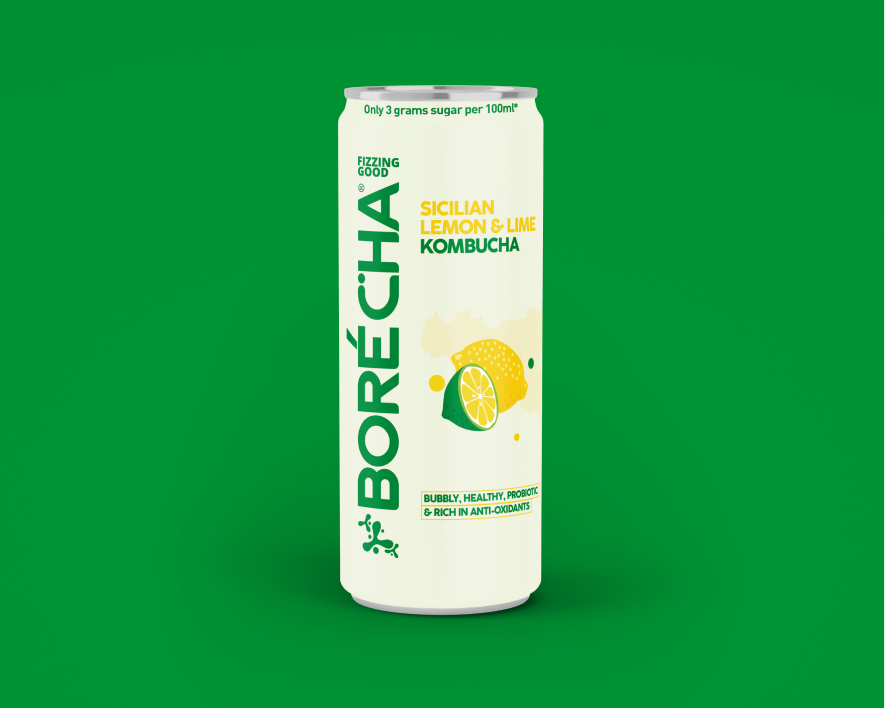 Only 3 grams sugar per 100ml*
FIZZING
GOOD
BORÉCHA®
SICILIAN
LEMON & LIME
KOMBUCHA
BUBBLY, HEALTHY, PROBIOTIC
& RICH IN ANTI-OXIDANTS